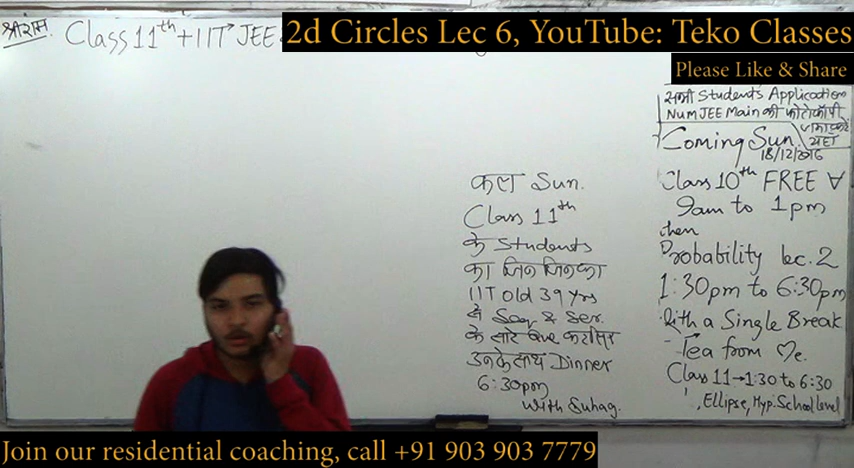 श्रीराम. Class 11th + IIT JEE
2d Circles Lec 6, YouTube: Teko Classes
Please Like & Share
सभी Students Application
Num JEE Main की फोटोकॉपी
Coming Sun.
18/12/2016
Class 10th FREE ∀
9am to 1pm
then
Probability lec. 2
1:30pm to 6:30pm
With a Single Break
Tea from Me.
Class 11→1:30 to 6:30
Ellipse, Hyp. School level
कल Sun.
Class 11th
के Students
का जिन जिनका
IIT old 39 yrs
से Seq & Ser.
के सारे Que
उनके साथ Dinner
6:30pm
with Suhag.
Join our residential coaching, call +91 903 903 7779